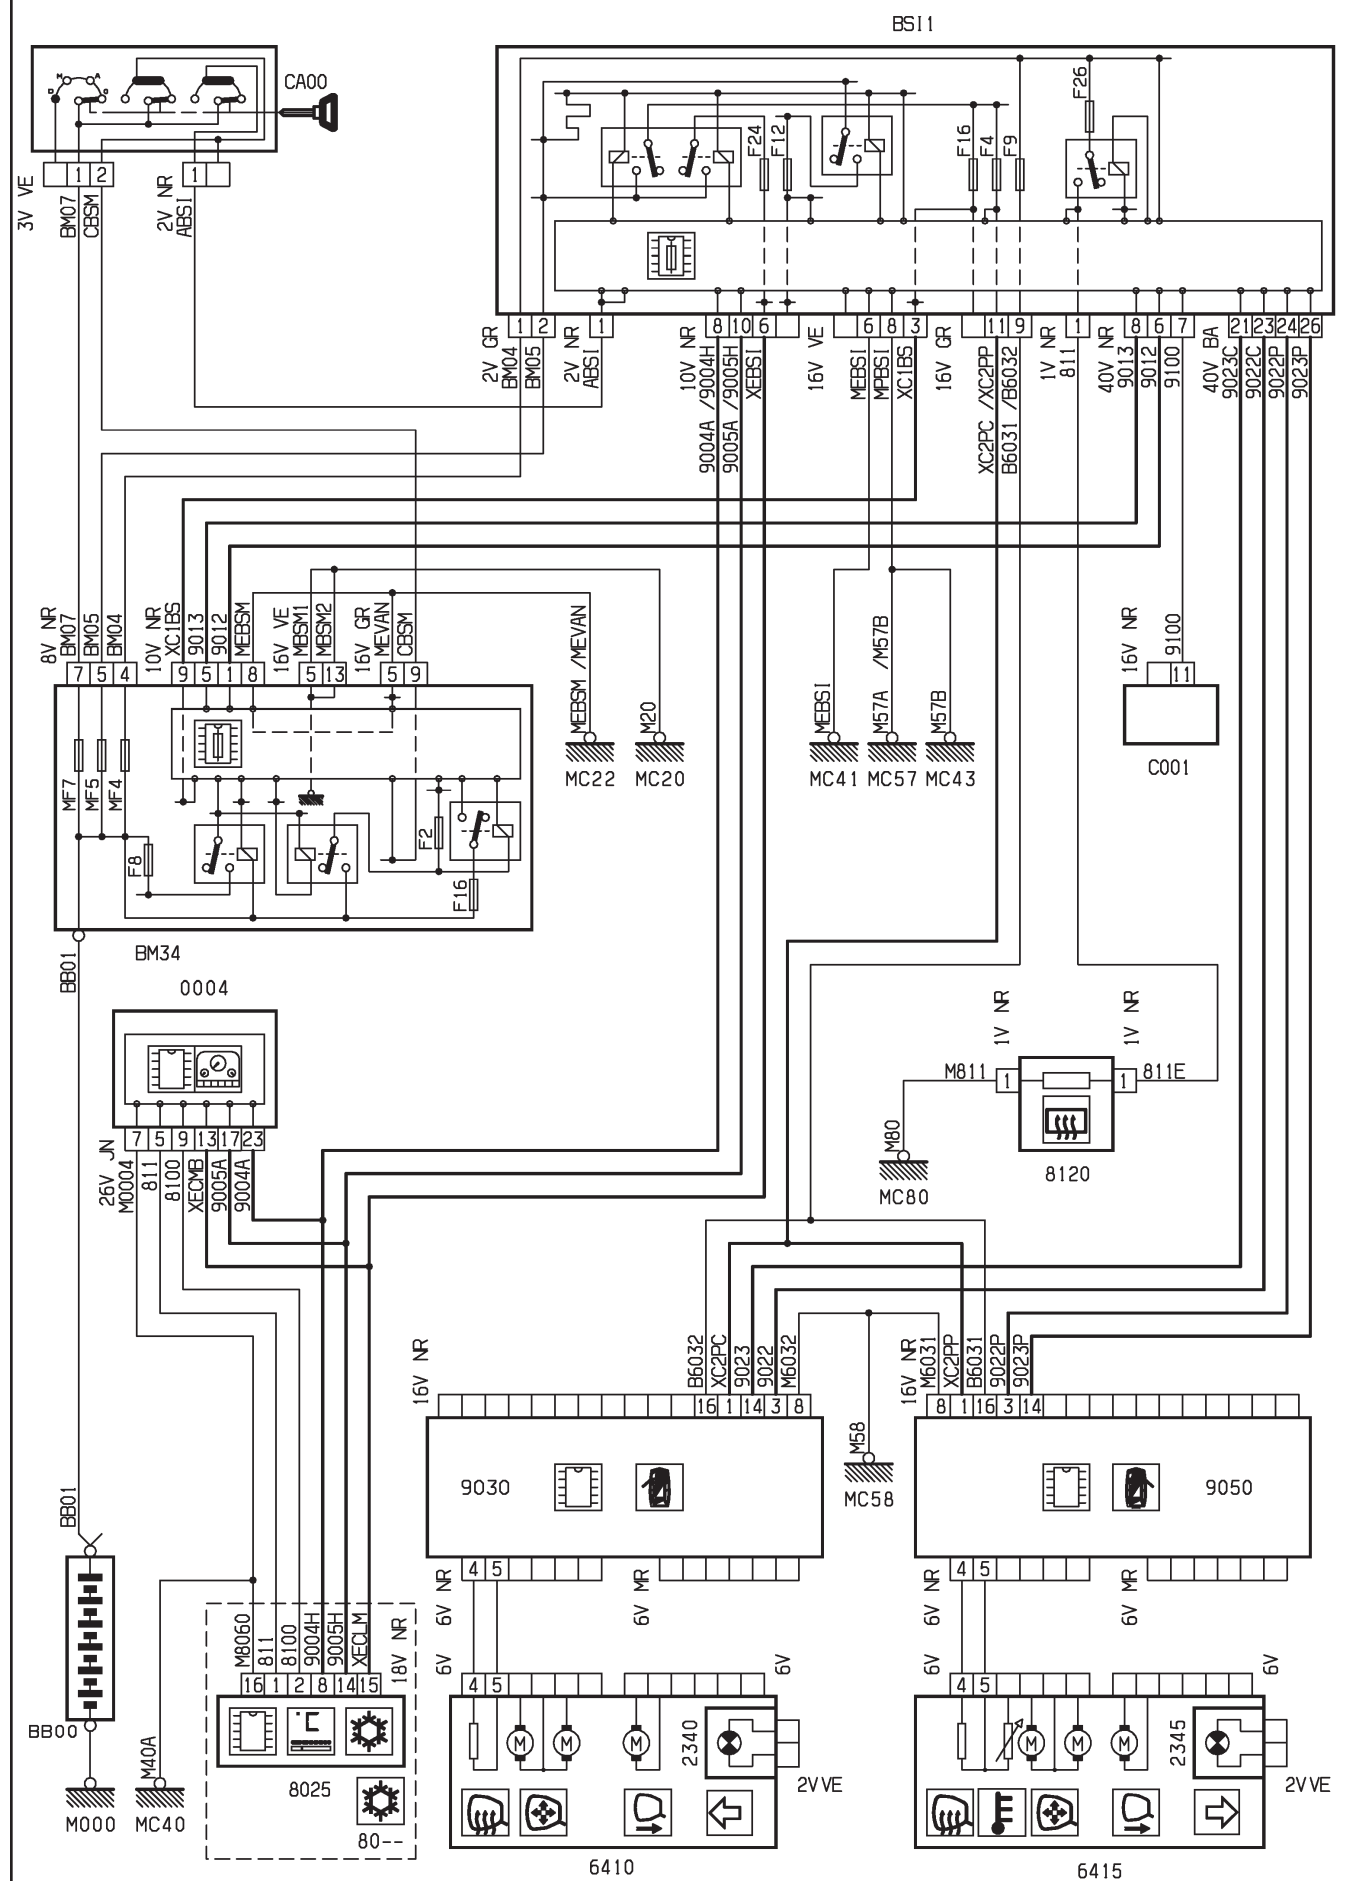 BSI1
CA00
M A
D D
3V VE
1 2
BM07
CBSM
2V NR
1
ABSI
F24
F12
F16
F4
F9
F26
2V GR
1 2
BM04
BM05
2V NR
1
ABSI
10V NR
8 10 6
9004A /9004H
9005A /9005H
XEBSI
16V VE
6 8 3
MEBSI
MPBSI
XC1BS
16V GR
11 9
XC2PC /XC2PP
B6031 /B6032
1V NR
1
811
40V NR
8 6 7
9013
9012
9100
40V BA
21 23 24 26
9023C
9022C
9022P
9023P
8V NR
BM07
BM05
BM04
7 5 4
10V NR
XC1BS
9013
9012
MEBSM
9 5 1 8
16V VE
MBSM1
MBSM2
5 13
16V GR
MEVAN
CBSM
5 9
MEBSM /MEVAN
MC22
M20
MC20
MEBSI
MC41
M57A /M57B
MC57
M57B
MC43
16V NR
9100
11
C001
MF7
MF5
MF4
F8
F2
F16
BM34
BB01
0004
7 5 9 13 17 23
26V JN
M0004
811
8100
XECMB
9005A
9004A
1V NR
1V NR
M811
1
1
811E
M80
MC80
8120
16V NR
B6032
XC2PC
9023
9022
M6032
16 1 14 3 8
16V NR
M6031
XC2PP
B6031
9022P
9023P
8 1 16 3 14
M58
MC58
9030
9050
BB01
4 5
6V NR
6V MR
4 5
6V NR
6V MR
M8060
811
8100
9004H
9005H
XECLM
18V NR
16 1 2 8 14 15
°C
8025
80--
BB00
M000
M40A
MC40
6V
4 5
6V
M M M
2340
2V VE
6410
6V
4 5
6V
M M M
2345
2V VE
6415